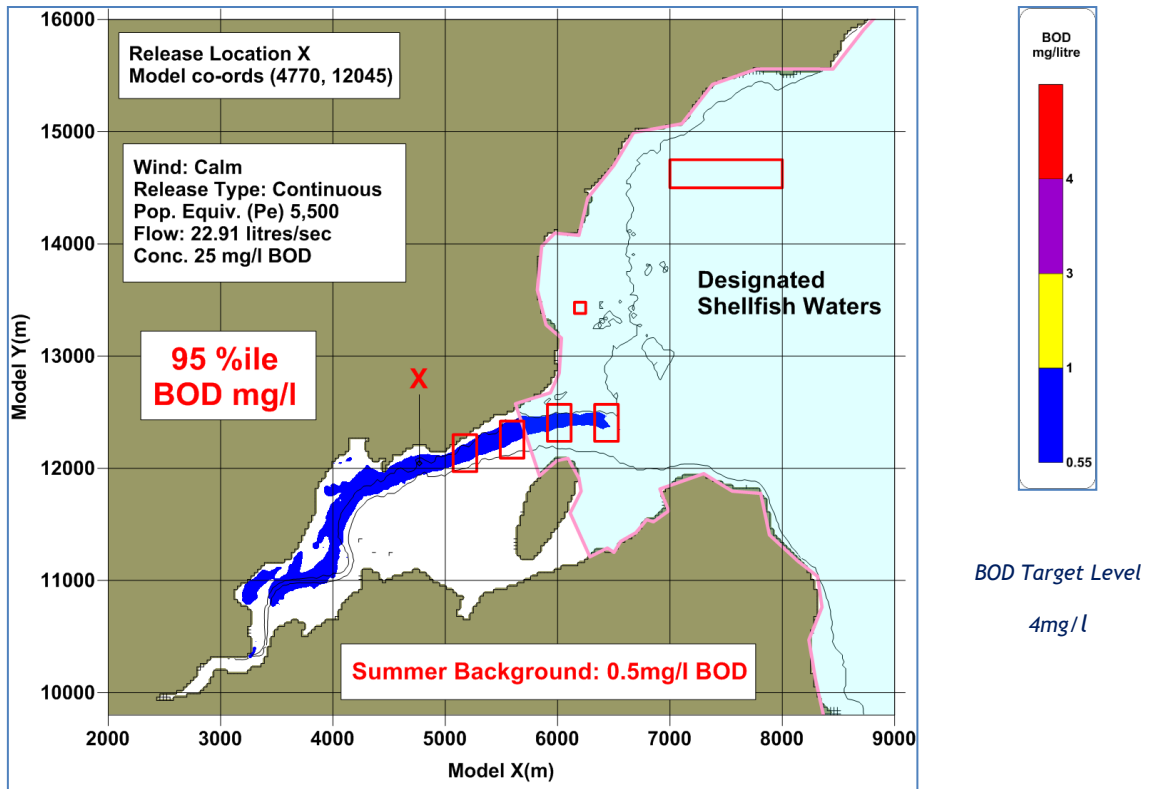 Release Location X
Model co-ords (4770, 12045)
Wind: Calm
Release Type: Continuous
Pop. Equiv. (Pe) 5,500
Flow: 22.91 litres/sec
Conc. 25 mg/l BOD
95 %ile
BOD mg/l
X
Designated
Shellfish Waters
Summer Background: 0.5mg/l BOD
Model Y(m)
16000
15000
14000
13000
12000
11000
10000
2000 3000 4000 5000 6000 7000 8000 9000
Model X(m)
BOD
mg/litre
4
3
1
0.55
BOD Target Level
4mg/l